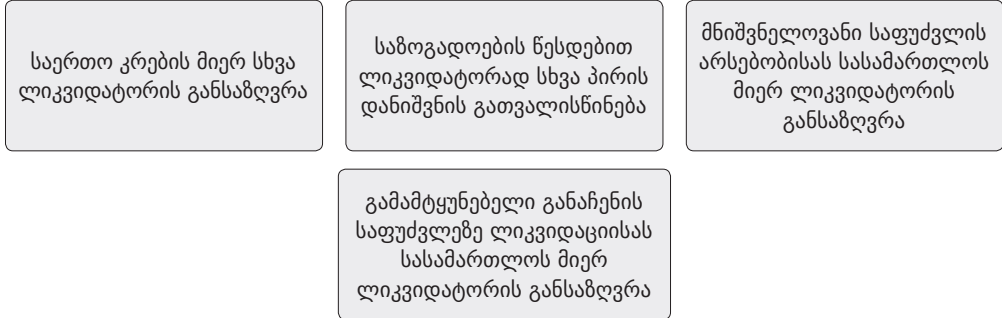 საერთო კრების მიერ სხვა
ლიკვიდატორის განსაზღვრა
საზოგადოების წესდებით
ლიკვიდატორად სხვა პირის
დანიშვნის გათვალისწინება
მნიშვნელოვანი საფუძვლის
არსებობისას სასამართლოს
მიერ ლიკვიდატორის
განსაზღვრა
გამამტყუნებელი განაჩენის
საფუძველზე ლიკვიდაციისას
სასამართლოს მიერ
ლიკვიდატორის განსაზღვრა